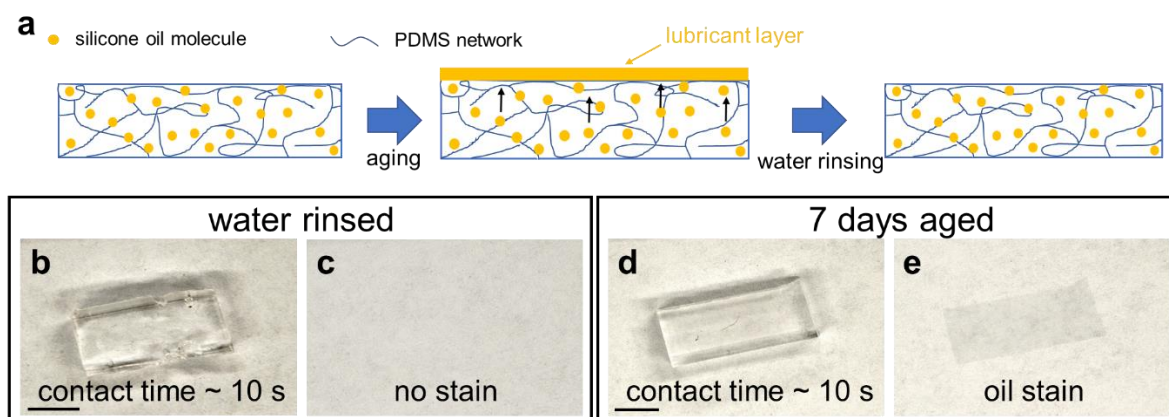 a
silicone oil molecule
PDMS network
lubricant layer
aging
water rinsing
water rinsed
b
contact time ~ 10 s
c
no stain
7 days aged
d
contact time ~ 10 s
e
oil stain